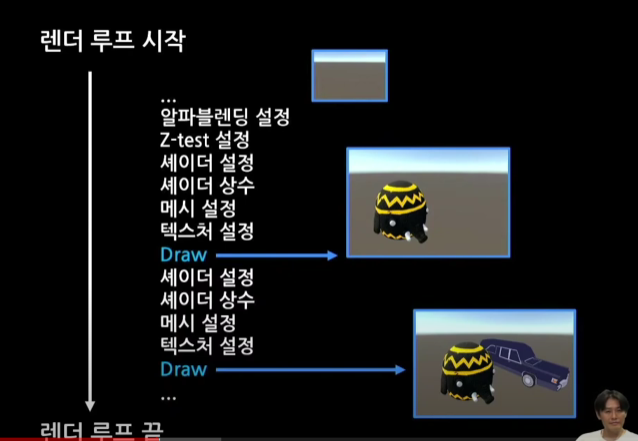 렌더 루프 시작
...
알파블렌딩 설정
Z-test 설정
셰이더 설정
셰이더 상수
메시 설정
텍스처 설정
Draw
셰이더 설정
셰이더 상수
메시 설정
텍스처 설정
Draw
...
렌더 루프 끝